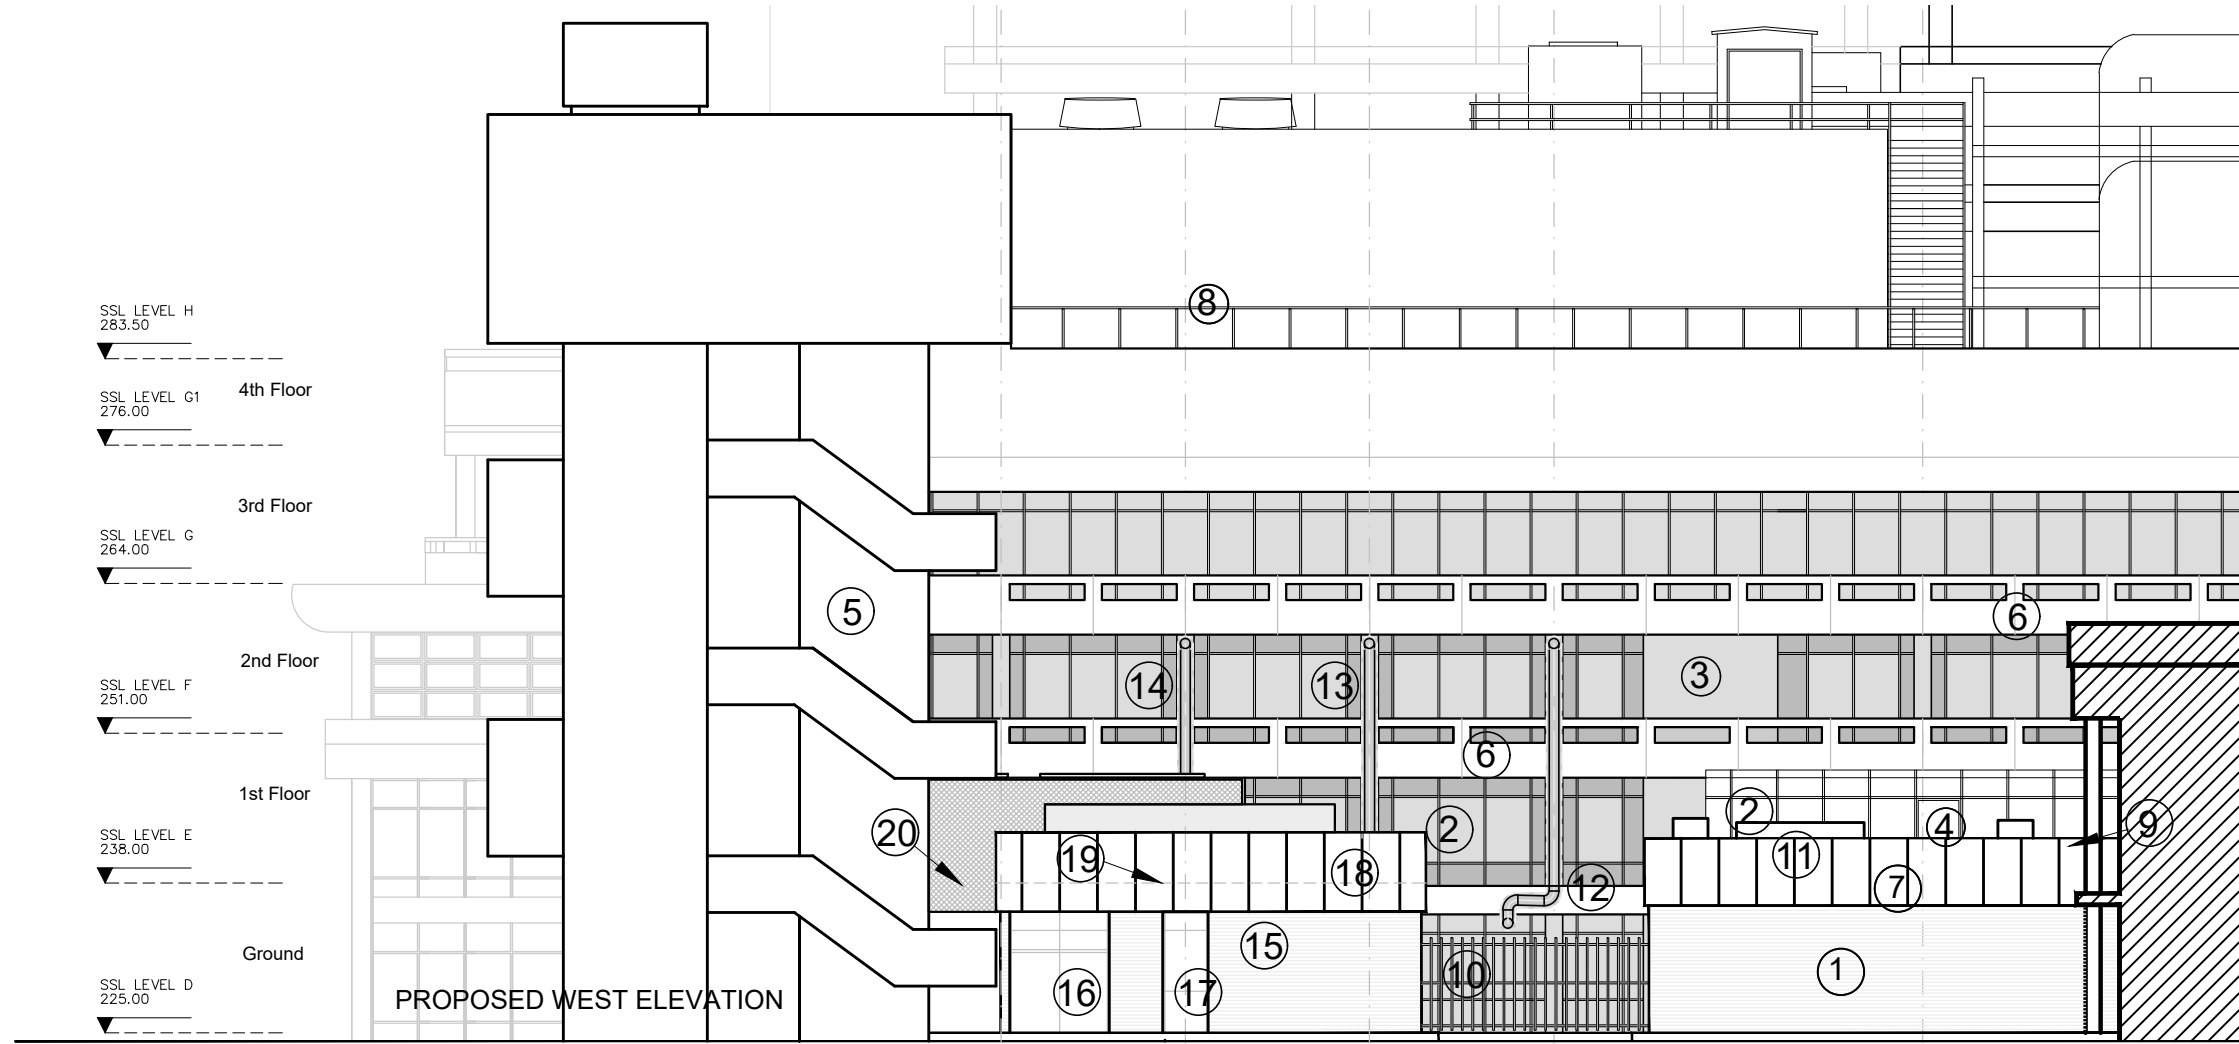 8
SSL LEVEL H
283.50
4th Floor
SSL LEVEL G1
276.00
3rd Floor
SSL LEVEL G
264.00
5
6
2nd Floor
14
13
3
SSL LEVEL F
251.00
6
1st Floor
2
20
2
4
9
SSL LEVEL E
238.00
19
18
11
12
7
Ground
15
10
1
SSL LEVEL D
225.00
16
17
PROPOSED WEST ELEVATION